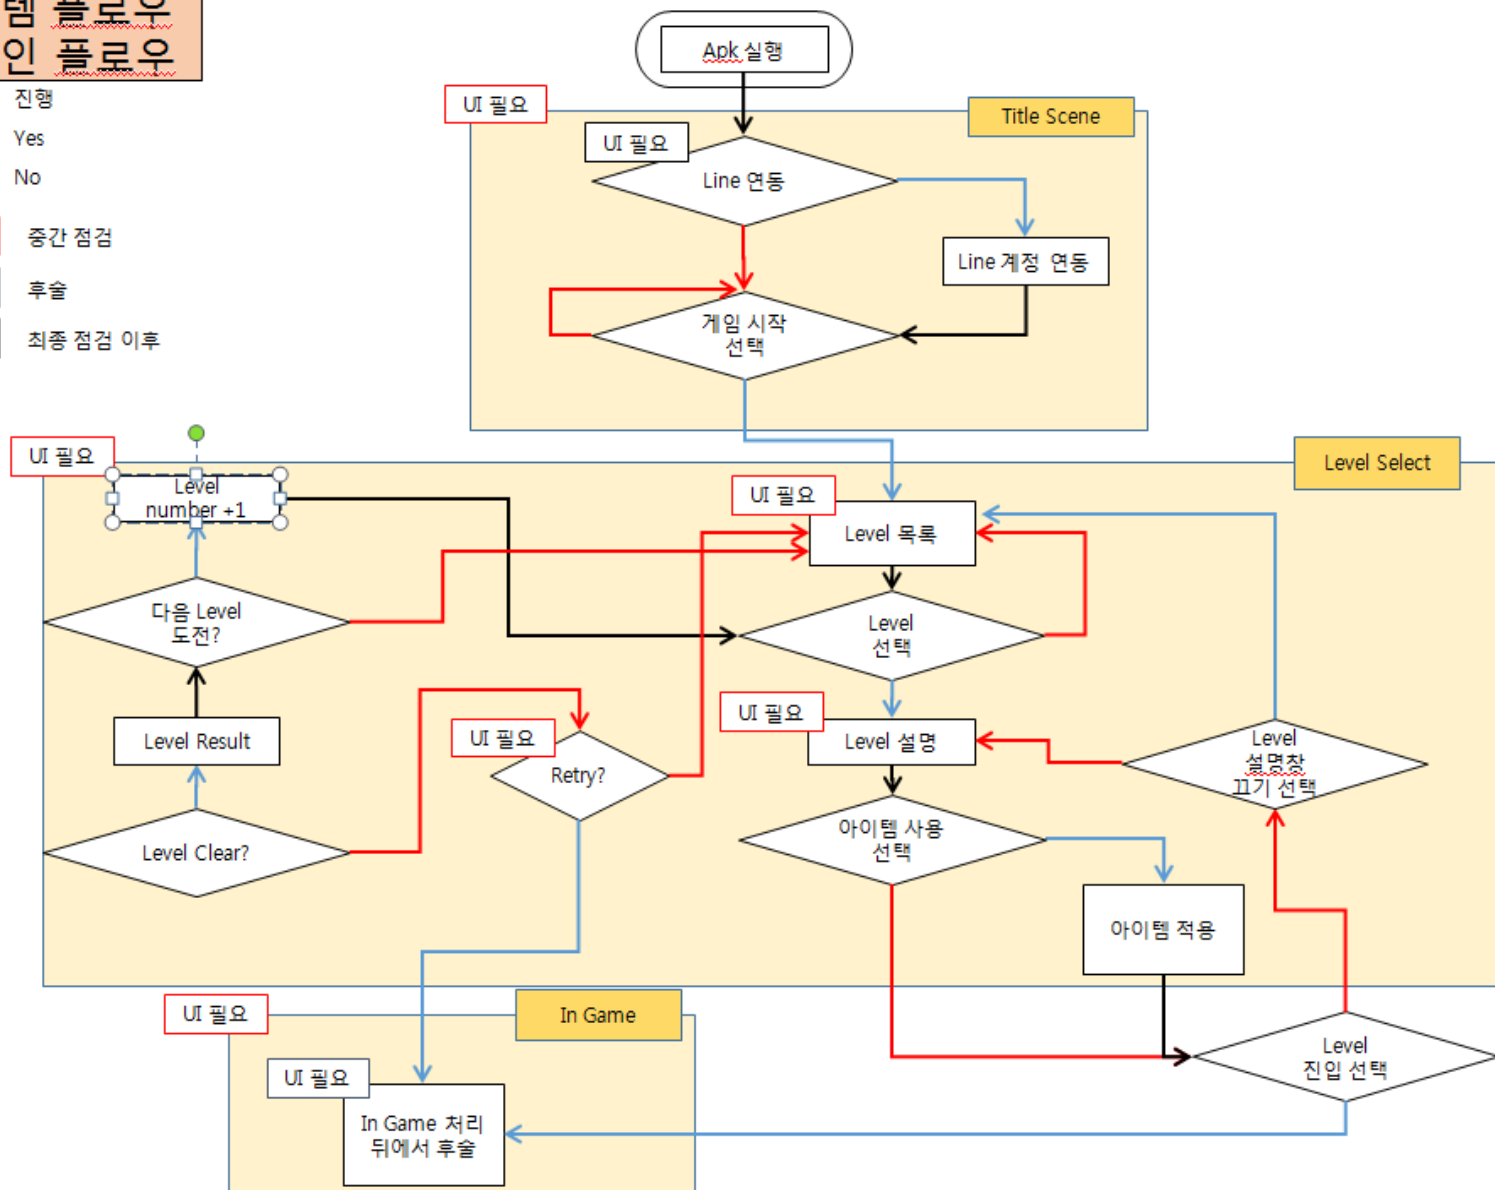 템 플로우
인 플로우
진행
Yes
No
중간 점검
후술
최종 점검 이후
Apk 실행
UI 필요
Title Scene
UI 필요
Line 연동
Line 계정 연동
게임 시작
선택
UI 필요
Level Select
Level
number +1
UI 필요
Level 목록
다음 Level
도전?
Level
선택
UI 필요
Level Result
UI 필요
Level 설명
Level
설명창
끄기 선택
Retry?
아이템 사용
선택
Level Clear?
아이템 적용
UI 필요
In Game
Level
진입 선택
UI 필요
In Game 처리
뒤에서 후술